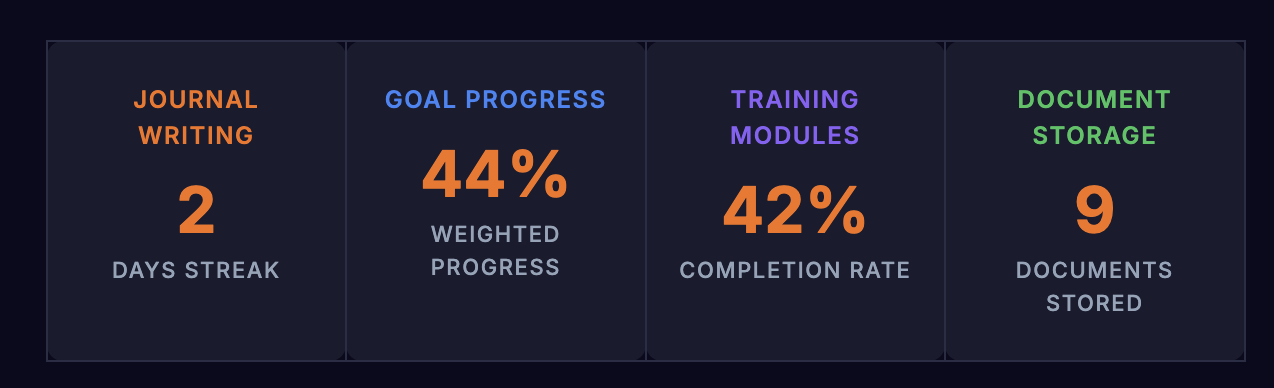 JOURNAL
WRITING
2
DAYS STREAK
GOAL PROGRESS
44%
WEIGHTED
PROGRESS
TRAINING
MODULES
42%
COMPLETION RATE
DOCUMENT
STORAGE
9
DOCUMENTS
STORED